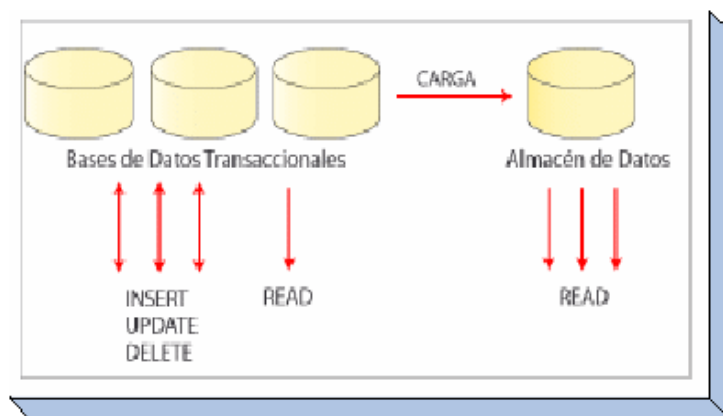 CARGA
Bases de Datos Transaccionales
Almacén de Datos
INSERT
UPDATE
DELETE
READ
READ